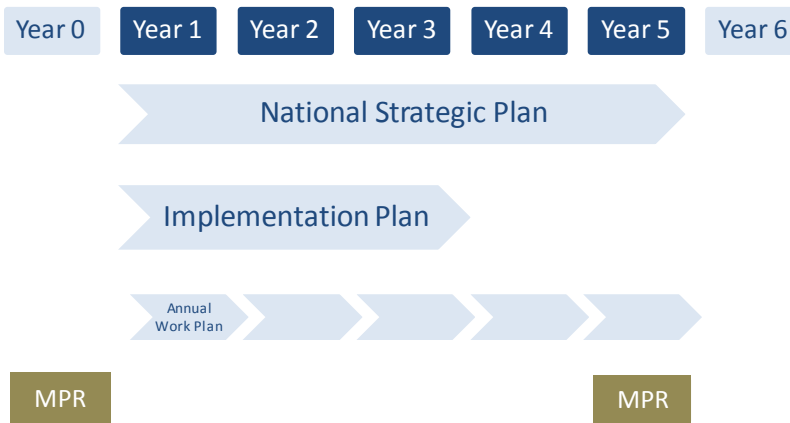 Year 0 Year 1 Year 2 Year 3 Year 4 Year 5 Year 6
National Strategic Plan
Implementation Plan
Annual
Work Plan
MPR MPR